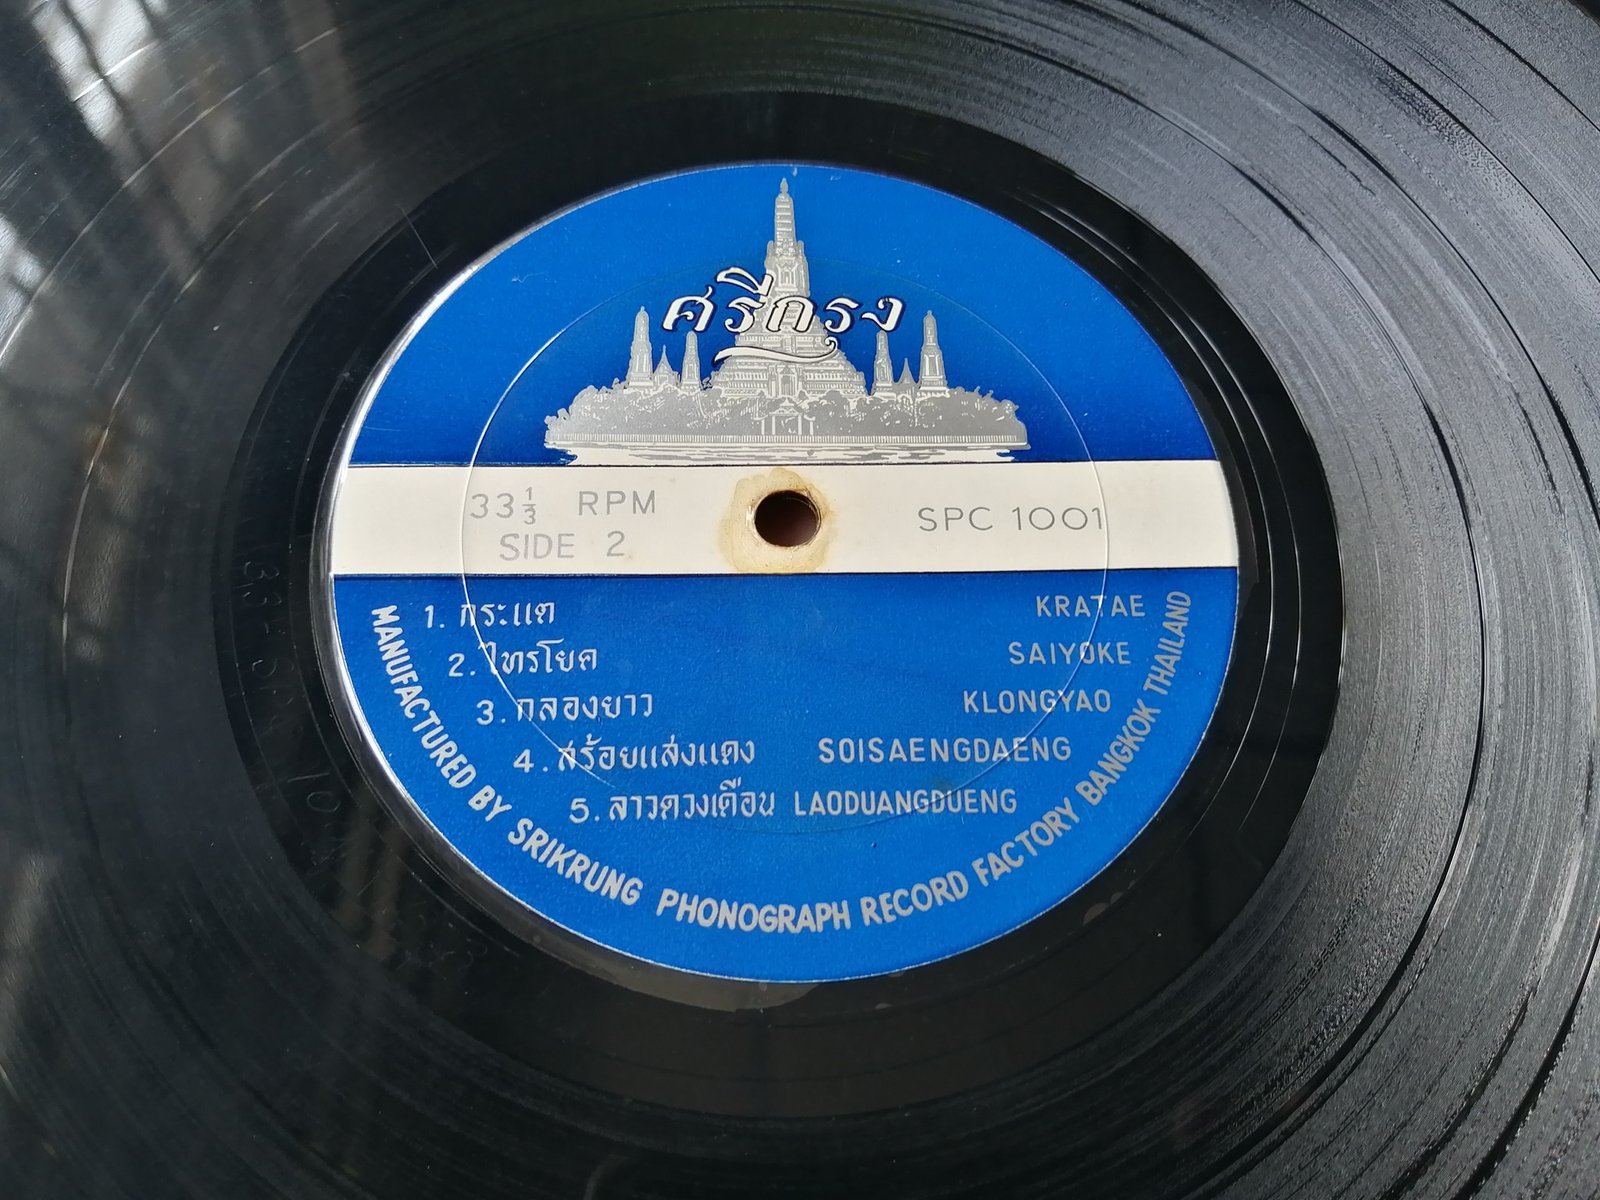 ศรีกรุง
33 1/3 RPM
SIDE 2
SPC 1001
1. กระแต KRATAE
2. ไทรโยค SAIYOKE
3. กลองยาว KLONGYAO
4. สร้อยแสงแดง SOISAENGDAENG
5. ลาวดวงเดือน LAODUANGDUENG
MANUFACTURED BY SRIKRUNG PHONOGRAPH RECORD FACTORY BANGKOK THAILAND